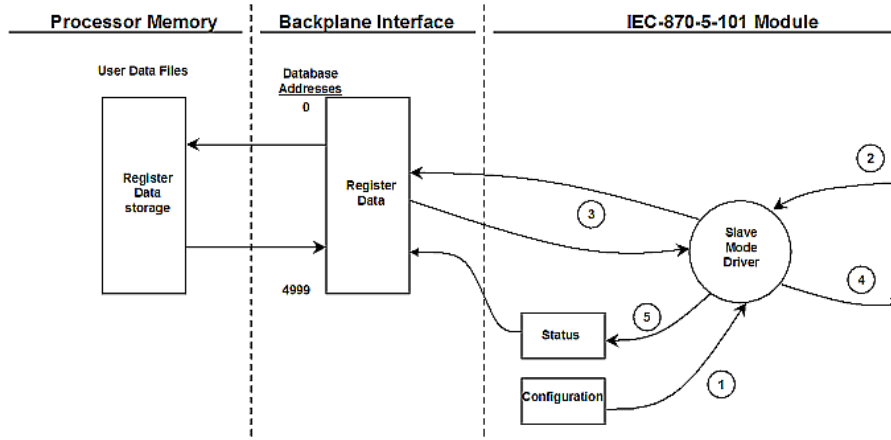 Processor Memory
Backplane Interface
IEC-870-5-101 Module
User Data Files
Database
Addresses
0
Register
Data
storage
Register
Data
4999
2
3
Slave
Mode
Driver
4
5
Status
Configuration
1